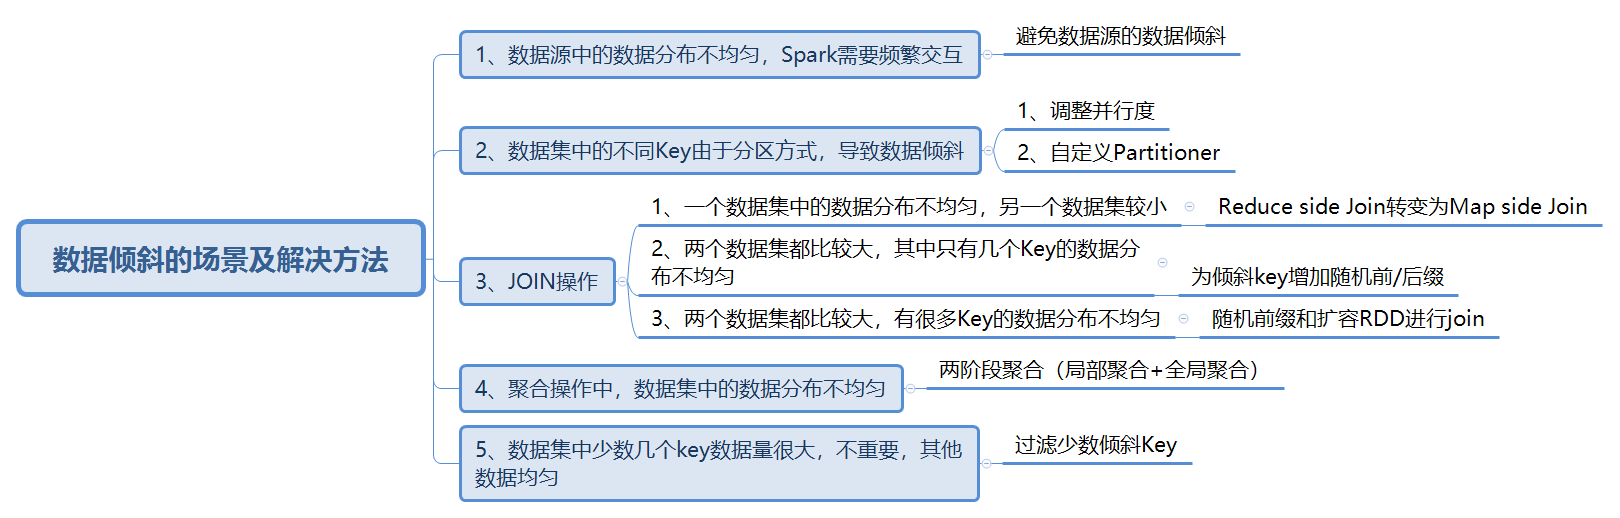 数据倾斜的场景及解决方法
1、数据源中的数据分布不均匀，Spark需要频繁交互
避免数据源的数据倾斜
2、数据集中的不同Key由于分区方式，导致数据倾斜
1、调整并行度
2、自定义Partitioner
3、JOIN操作
1、一个数据集中的数据分布不均匀，另一个数据集较小
Reduce side Join转变为Map side Join
2、两个数据集都比较大，其中只有几个Key的数据分
布不均匀
为倾斜key增加随机前/后缀
3、两个数据集都比较大，有很多Key的数据分布不均匀
随机前缀和扩容RDD进行join
4、聚合操作中，数据集中的数据分布不均匀
两阶段聚合（局部聚合+全局聚合）
5、数据集中少数几个key数据量很大，不重要，其他
数据均匀
过滤少数倾斜Key